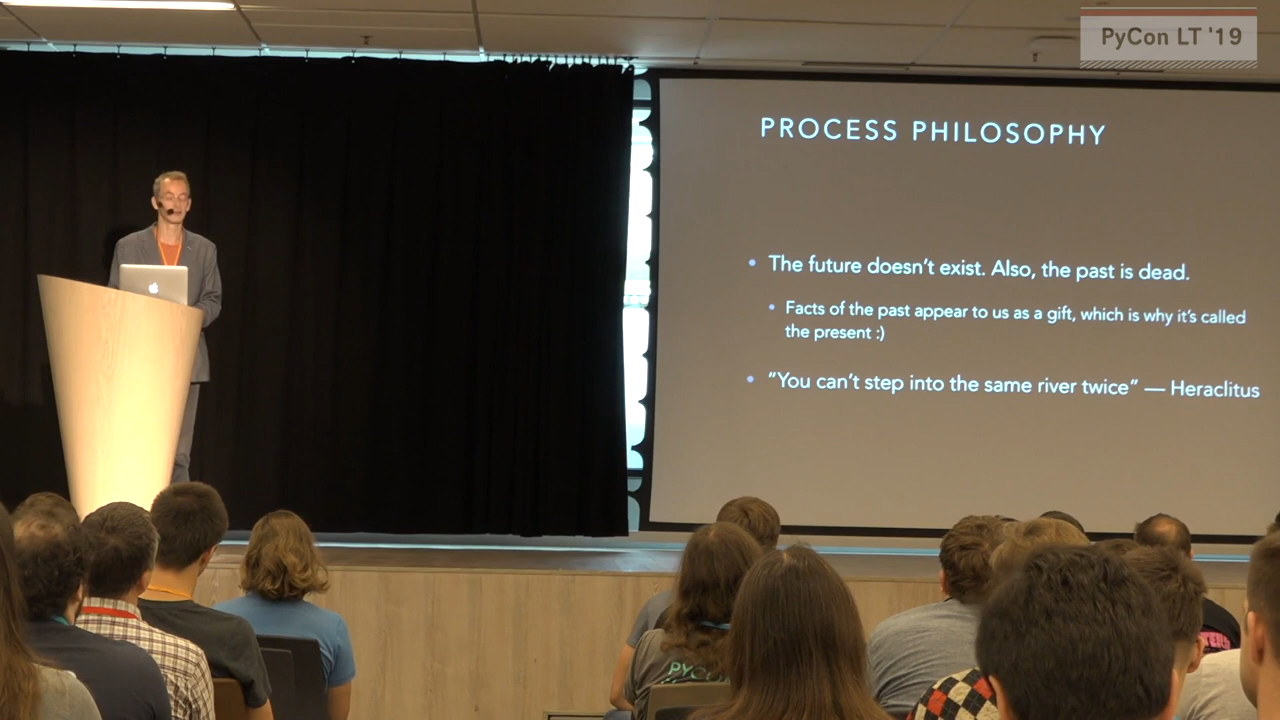 PyCon LT '19
PROCESS PHILOSOPHY
• The future doesn't exist. Also, the past is dead.
• Facts of the past appear to us as a gift, which is why it's called
the present :)
• "You can't step into the same river twice" — Heraclitus